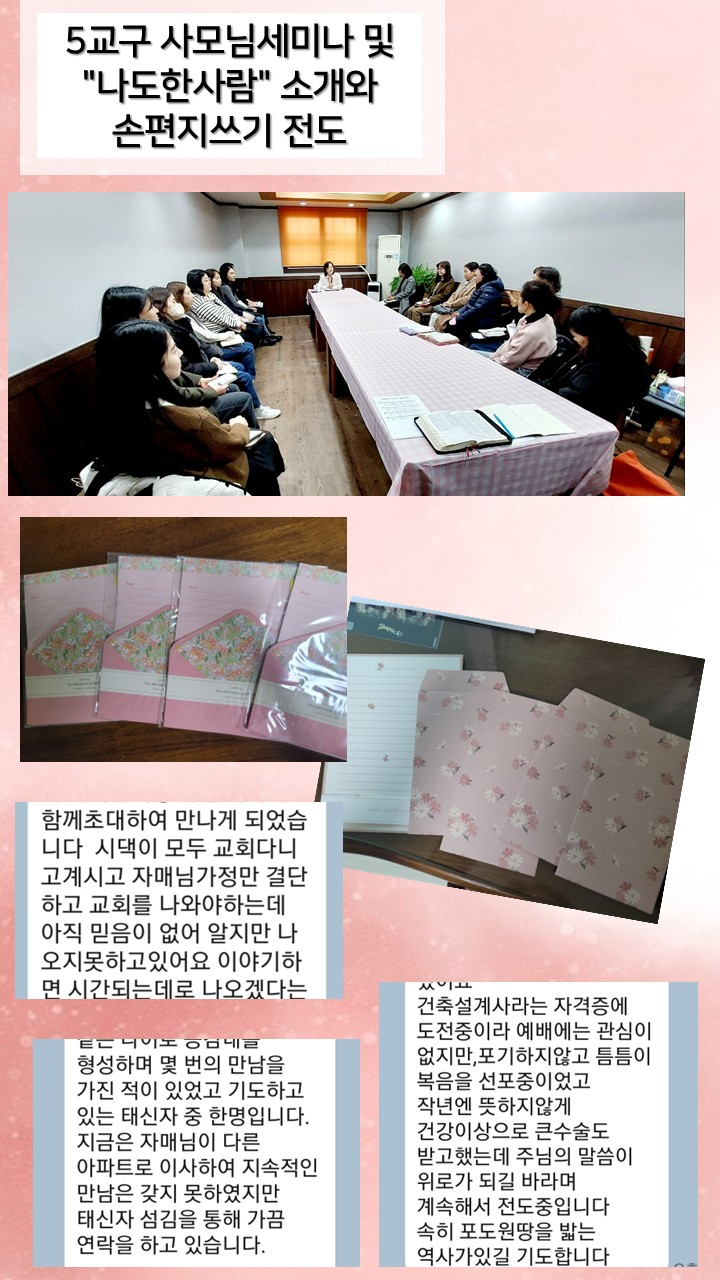 5교구 사모님세미나 및
"나도한사람" 소개와
손편지쓰기 전도
함께초대하여 만나게 되었습
니다 시댁이 모두 교회다니
고계시고 자매님가정만 결단
하고 교회를 나와야하는데
아직 믿음이 없어 알지만 나
오지못하고있어요 이야기하
면 시간되는데로 나오겠다는
형성하며 몇 번의 만남을
가진 적이 있었고 기도하고
있는 태신자 중 한명입니다.
지금은 자매님이 다른
아파트로 이사하여 지속적인
만남은 갖지 못하였지만
태신자 섬김을 통해 가끔
연락을 하고 있습니다.
건축설계사라는 자격증에
도전중이라 예배에는 관심이
없지만,포기하지않고 틈틈이
복음을 선포중이었고
작년엔 뜻하지않게
건강이상으로 큰수술도
받고했는데 주님의 말씀이
위로가 되길 바라며
계속해서 전도중입니다
속히 포도원땅을 밟는
역사가있길 기도합니다